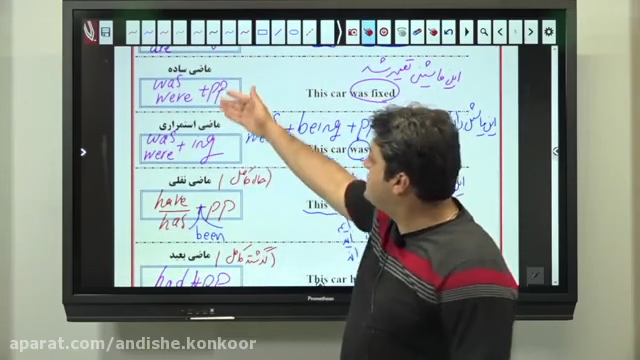 are
ماضی ساده
was
were +pp
This car was fixed
این ماشین تعمیر شد
ماضی استمراری
was
were + ing
+ being + pp
This car was
این ماشین
ماضی نقلی (حال کامل)
have
has + pp
been
This
ماضی بعید (گذشته کامل)
had + pp
This car h
Promethean
aparat.com/andishe.konkoor